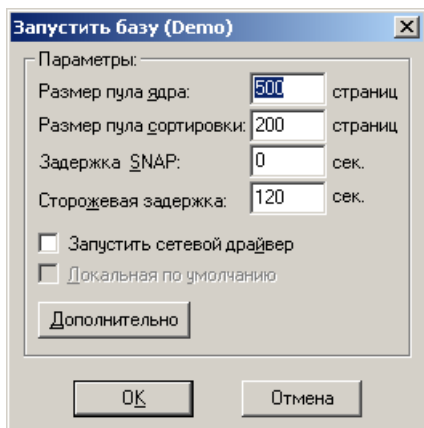 Запустить базу (Demo)
Параметры:
Размер пула ядра: 500 страниц
Размер пула сортировки: 200 страниц
Задержка SNAP: 0 сек.
Сторожевая задержка: 120 сек.
Запустить сетевой драйвер
Локальная по умолчанию
Дополнительно
OK Отмена